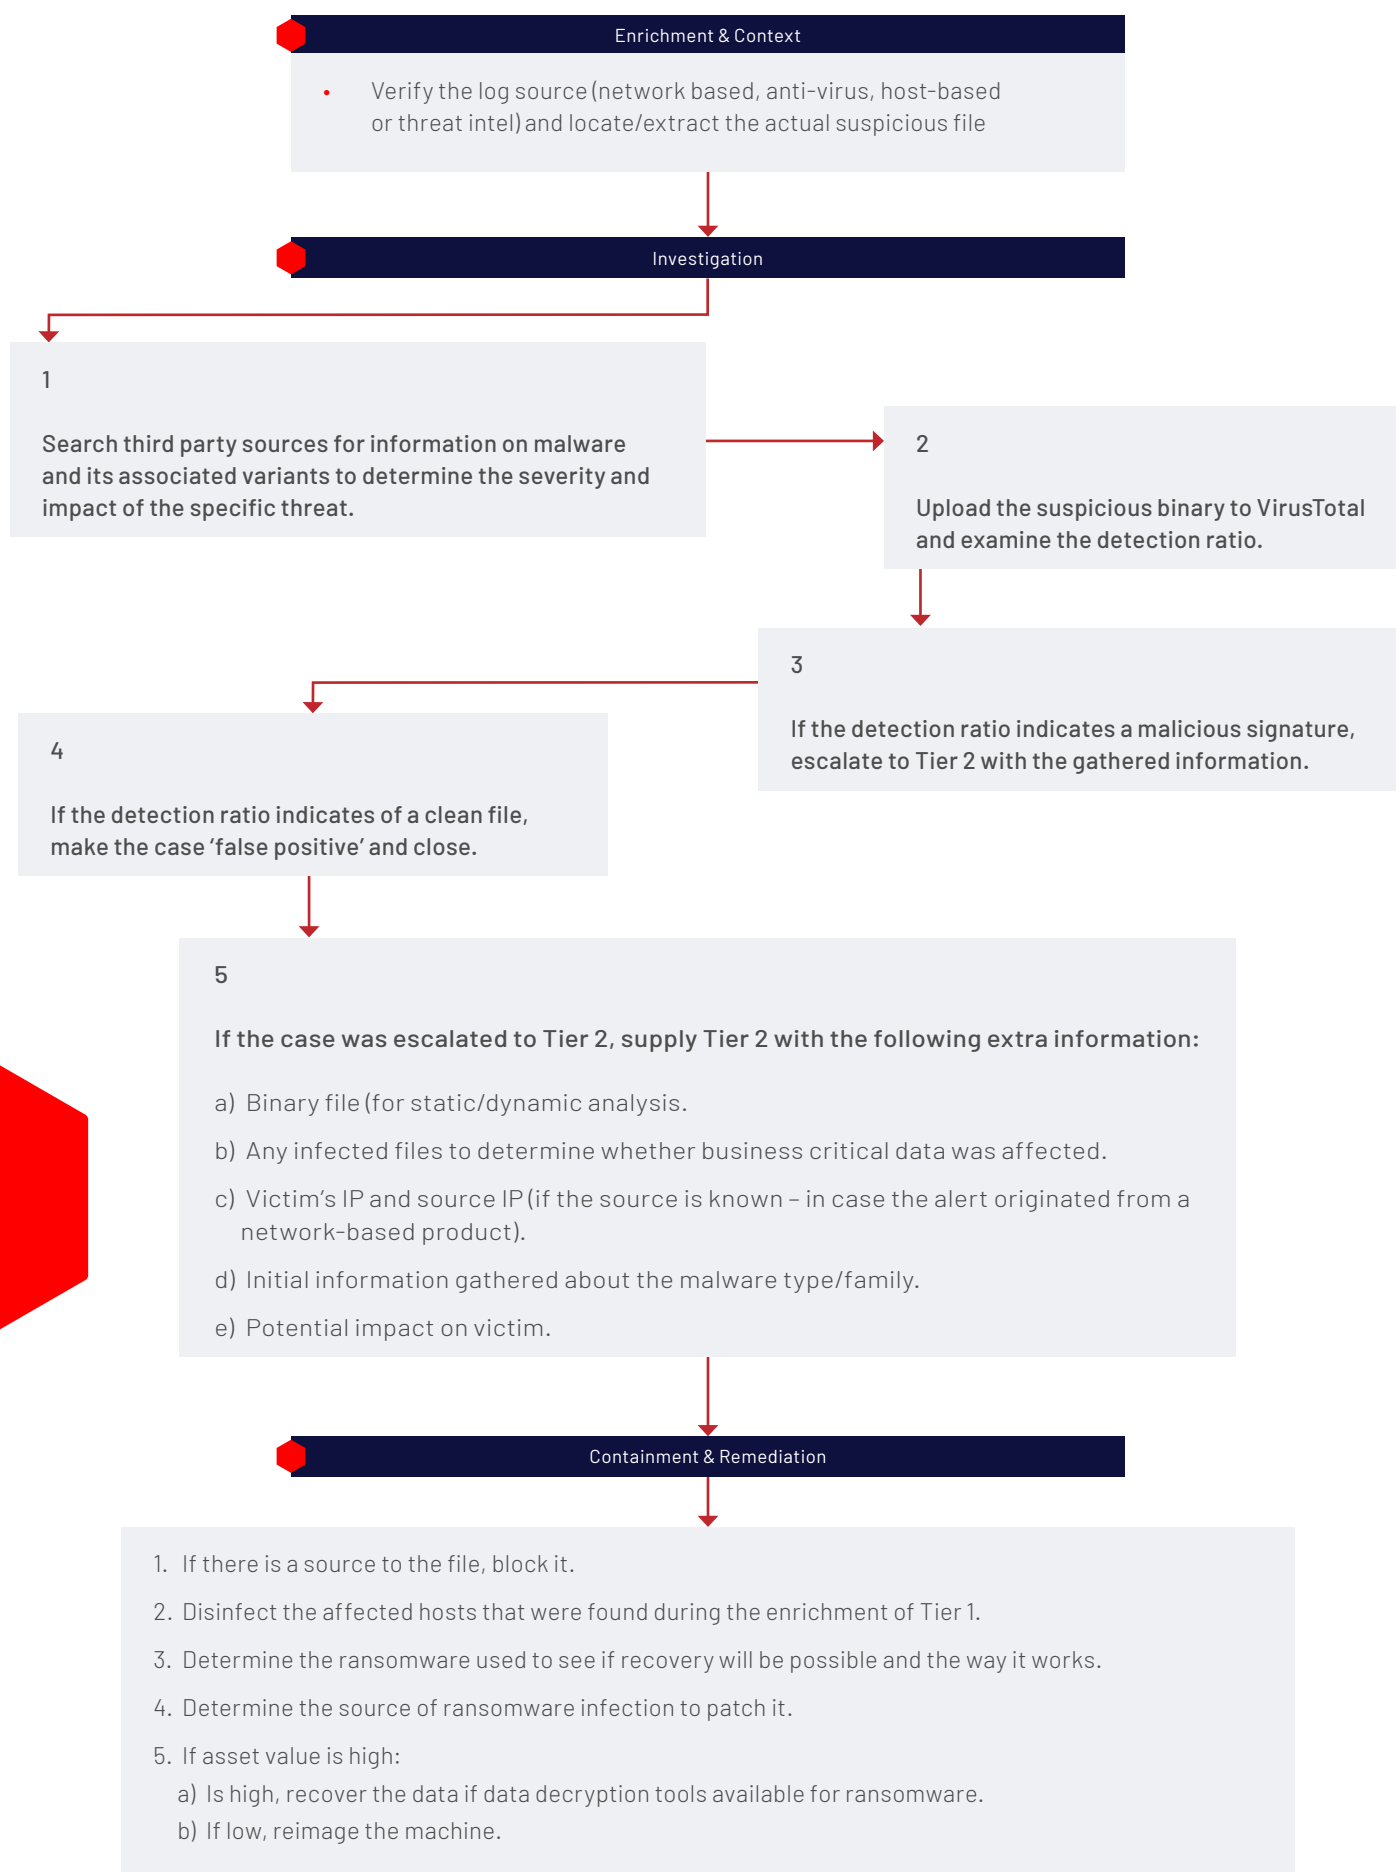 Enrichment & Context
• Verify the log source (network based, anti-virus, host-based
or threat intel) and locate/extract the actual suspicious file
Investigation
1
Search third party sources for information on malware
and its associated variants to determine the severity and
impact of the specific threat.
2
Upload the suspicious binary to VirusTotal
and examine the detection ratio.
3
If the detection ratio indicates a malicious signature,
escalate to Tier 2 with the gathered information.
4
If the detection ratio indicates of a clean file,
make the case ‘false positive’ and close.
5
If the case was escalated to Tier 2, supply Tier 2 with the following extra information:
a) Binary file (for static/dynamic analysis.
b) Any infected files to determine whether business critical data was affected.
c) Victim’s IP and source IP (if the source is known – in case the alert originated from a
network-based product).
d) Initial information gathered about the malware type/family.
e) Potential impact on victim.
Containment & Remediation
1. If there is a source to the file, block it.
2. Disinfect the affected hosts that were found during the enrichment of Tier 1.
3. Determine the ransomware used to see if recovery will be possible and the way it works.
4. Determine the source of ransomware infection to patch it.
5. If asset value is high:
a) Is high, recover the data if data decryption tools available for ransomware.
b) If low, reimage the machine.